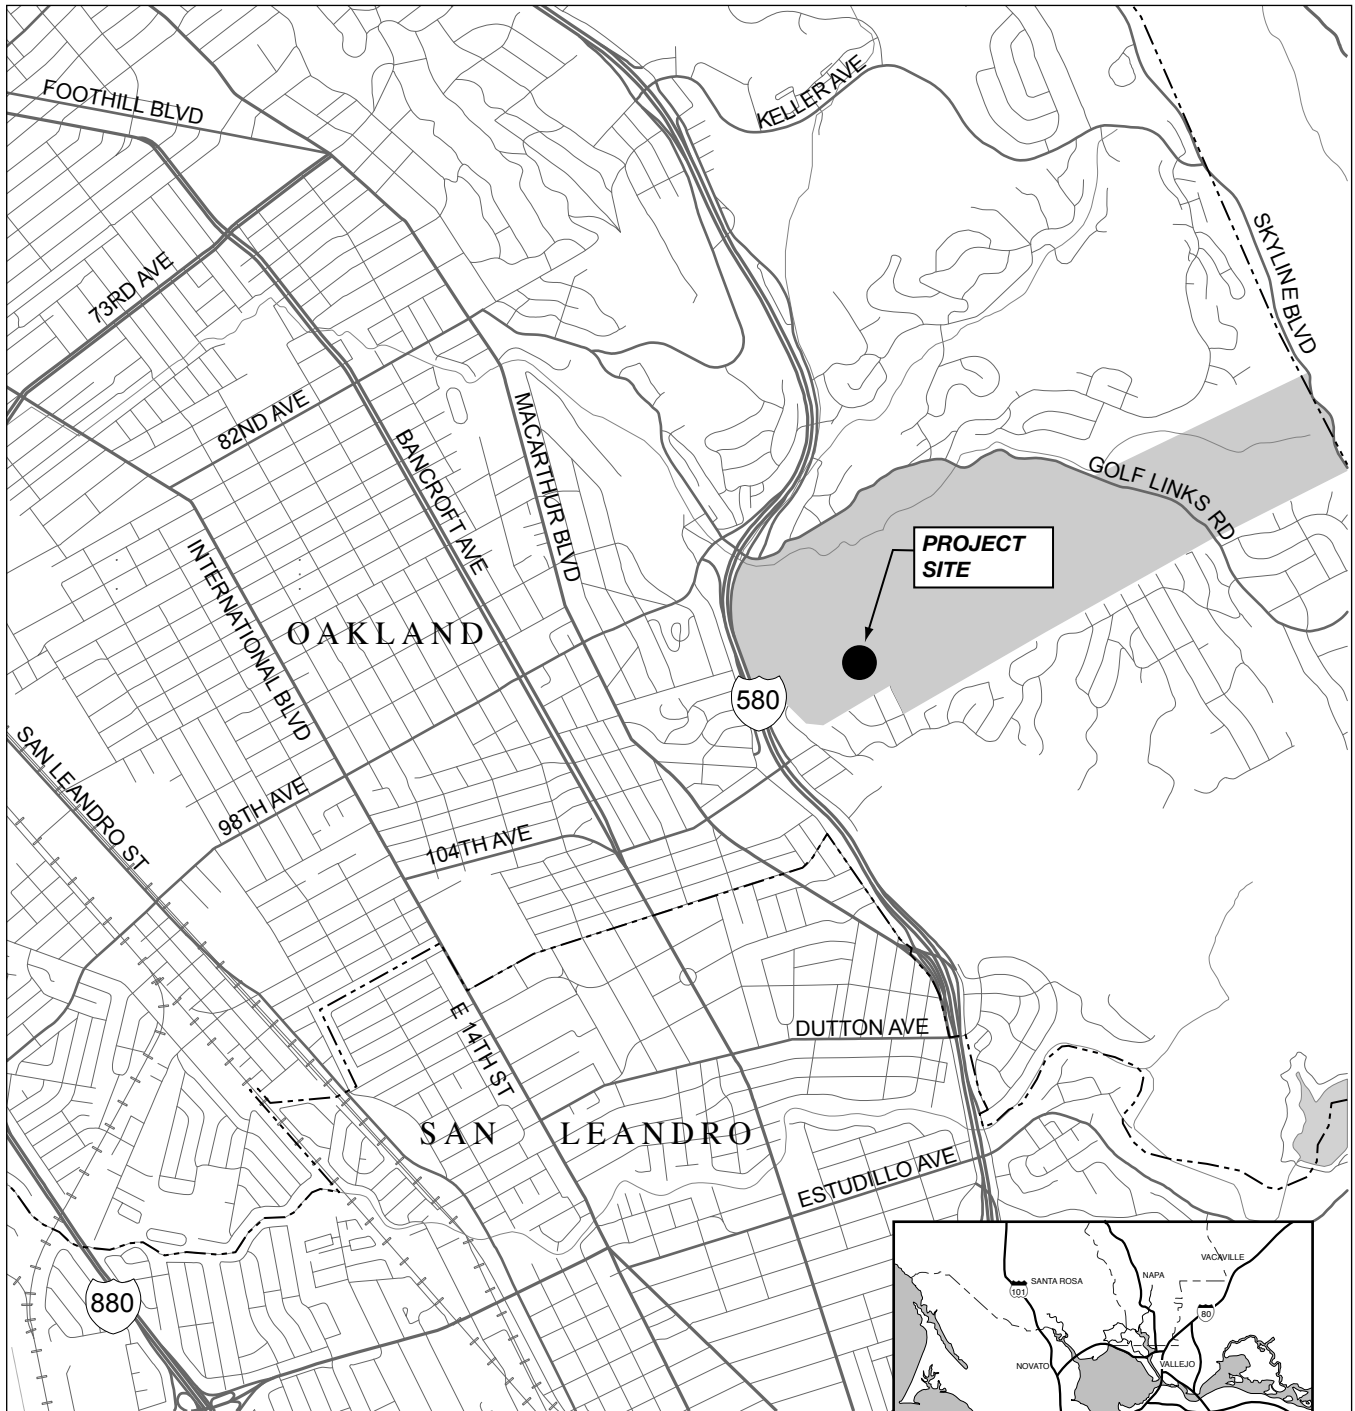 FOOTHILL BLVD
KELLER AVE
SKYLINE BLVD
73RD AVE
82ND AVE
BANCROFT AVE
MACARTHUR BLVD
GOLF LINKS RD
PROJECT
SITE
INTERNATIONAL BLVD
OAKLAND
580
SAN LEANDRO ST
98TH AVE
104TH AVE
E 14TH ST
DUTTON AVE
SAN LEANDRO
ESTUDILLO AVE
880
VACAVILLE
NAPA
SANTA ROSA
101
80
NOVATO
VALLEJO